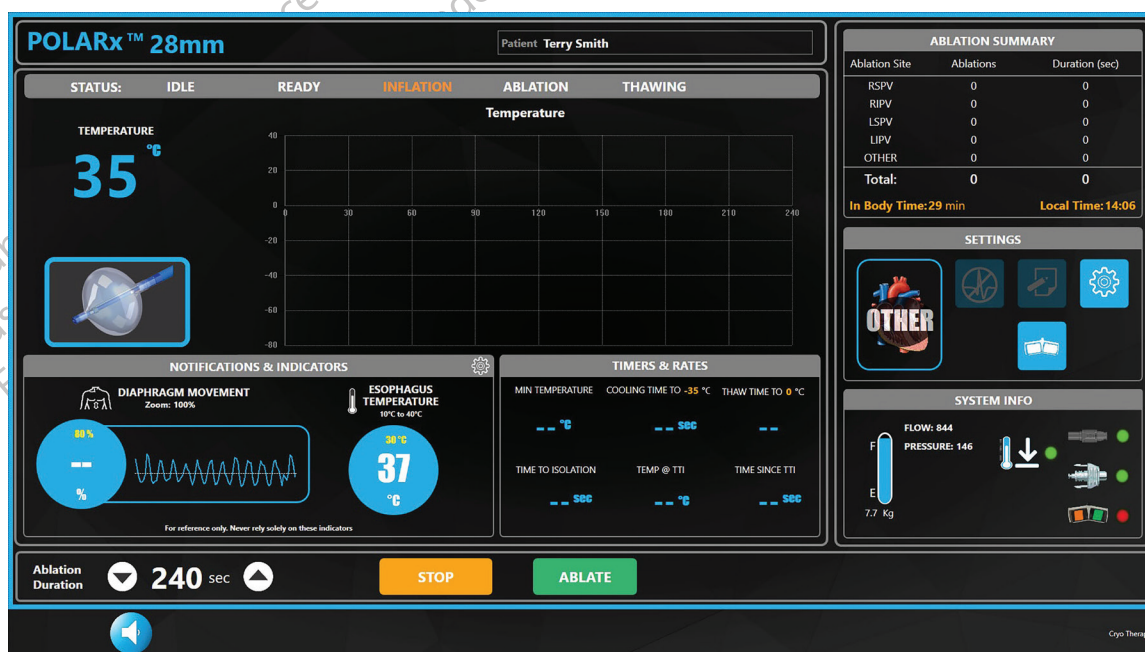 POLARx™ 28mm
Patient Terry Smith
STATUS: IDLE READY INFLATION ABLATION THAWING
TEMPERATURE
35 °C
Temperature
40
20
0
0 30 60 90 120 150 180 210 240
-20
-40
-60
-80
NOTIFICATIONS & INDICATORS
DIAPHRAGM MOVEMENT
Zoom: 100%
80 %
--
%
ESOPHAGUS
TEMPERATURE
10°C to 40°C
30 °C
37
°C
For reference only. Never rely solely on these indicators
TIMERS & RATES
MIN TEMPERATURE COOLING TIME TO -35 °C THAW TIME TO 0 °C
-- °C -- sec --
TIME TO ISOLATION TEMP @ TTI TIME SINCE TTI
-- sec -- °C -- sec
ABLATION SUMMARY
Ablation Site Ablations Duration (sec)
RSPV 0 0
RIPV 0 0
LSPV 0 0
LIPV 0 0
OTHER 0 0
Total: 0 0
In Body Time: 29 min Local Time: 14:06
SETTINGS
OTHER
SYSTEM INFO
FLOW: 844
PRESSURE: 146
F
E
7.7 Kg
Ablation
Duration
240 sec
STOP
ABLATE
Cryo Therap